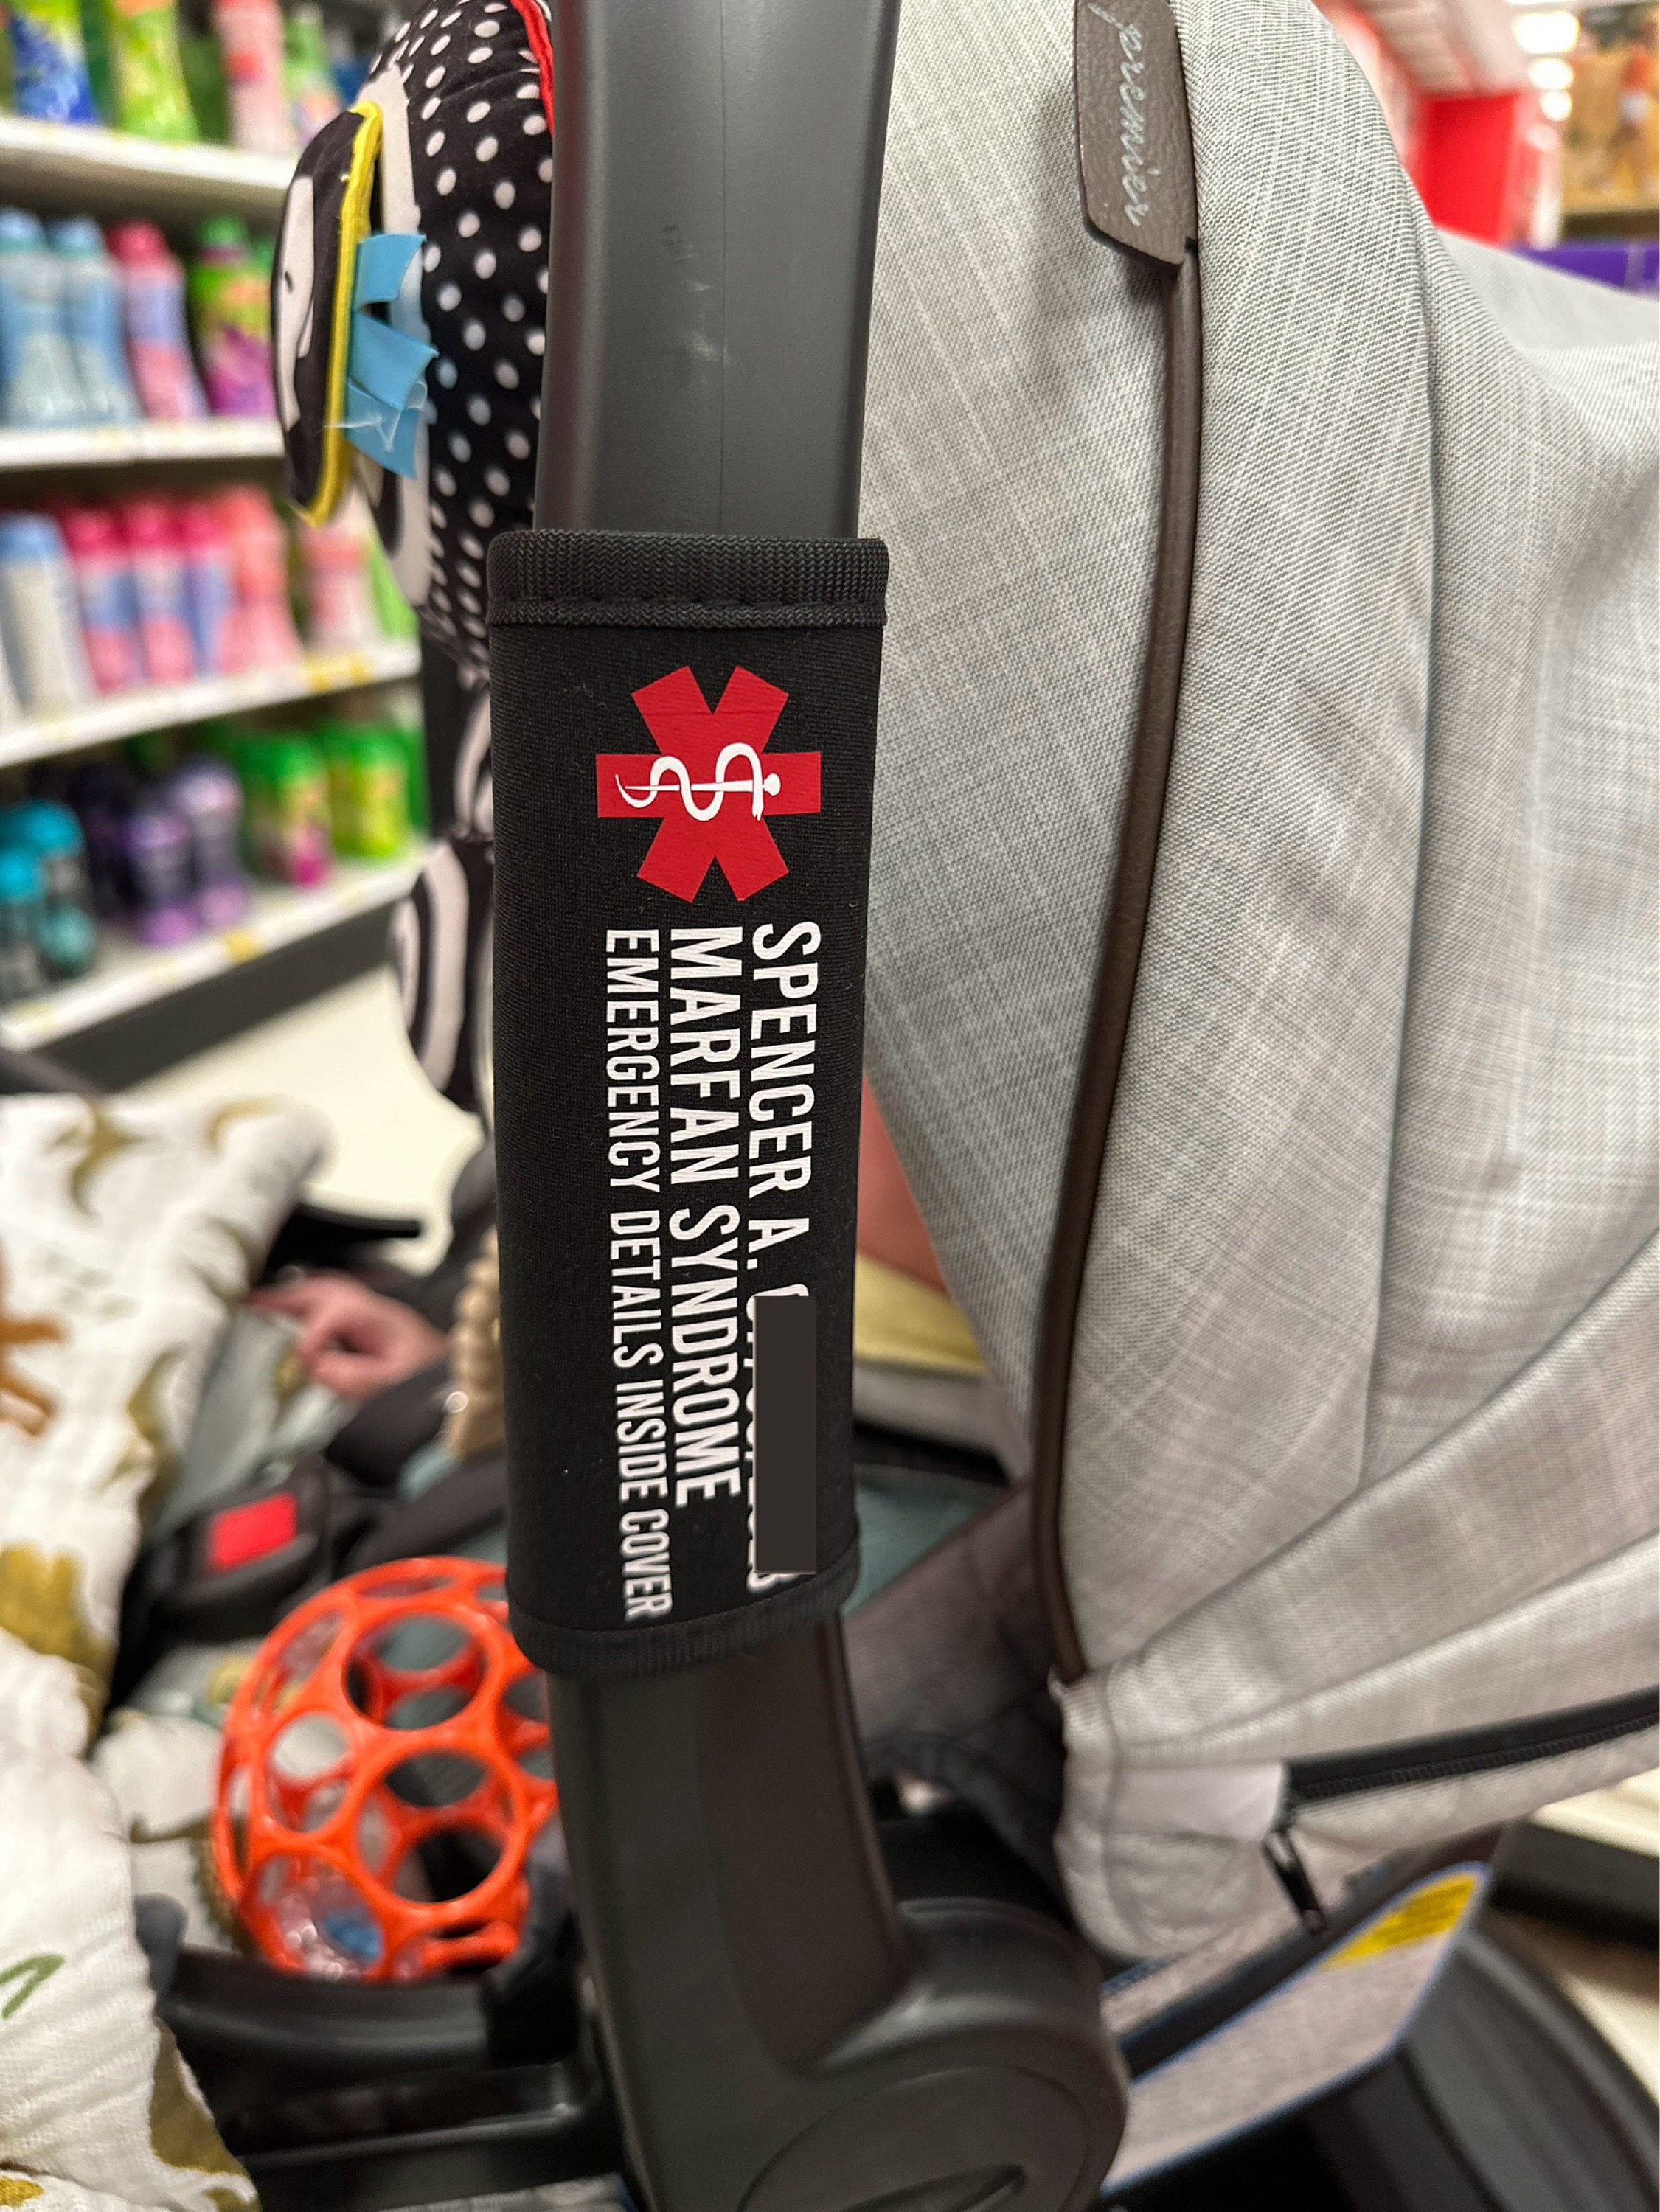 premier
SPENCER A.
MARFAN SYNDROME
EMERGENCY DETAILS INSIDE COVER